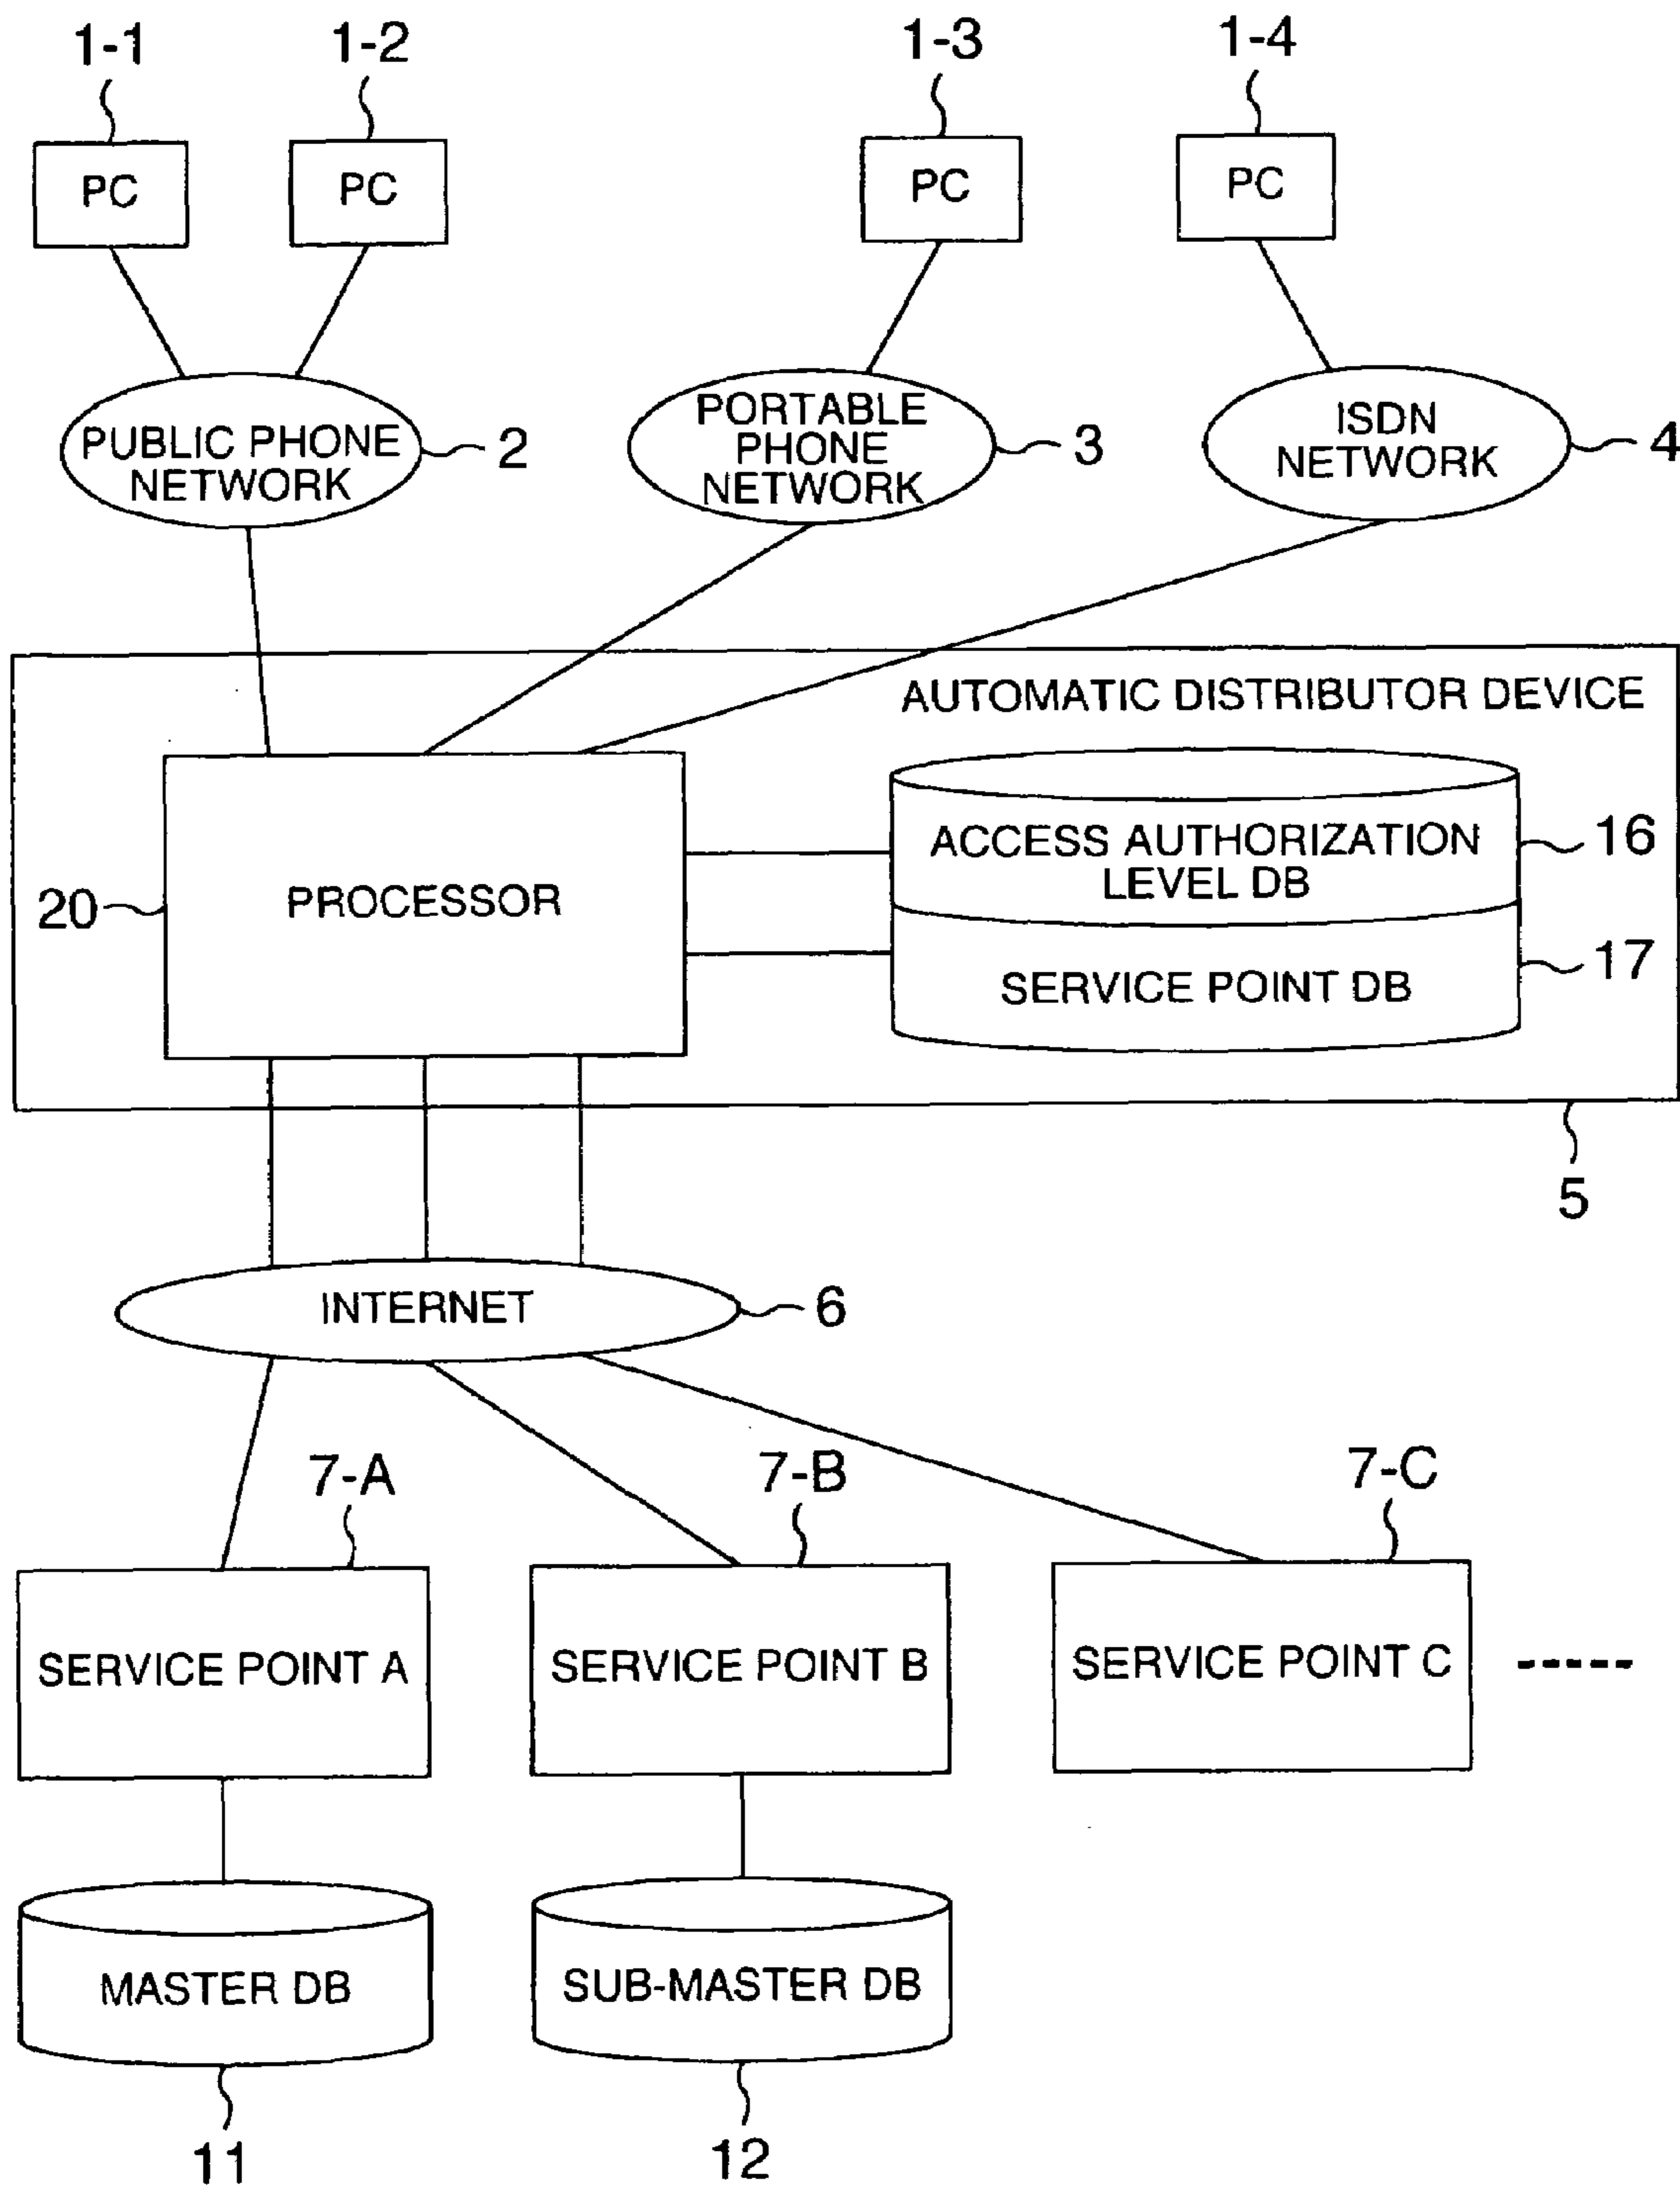 1-1
1-2
1-3
1-4
PC
PC
PC
PC
PUBLIC PHONE
NETWORK
2
PORTABLE
PHONE
NETWORK
3
ISDN
NETWORK
4
AUTOMATIC DISTRIBUTOR DEVICE
20
PROCESSOR
ACCESS AUTHORIZATION
LEVEL DB
16
SERVICE POINT DB
17
5
INTERNET
6
7-A
7-B
7-C
SERVICE POINT A
SERVICE POINT B
SERVICE POINT C
MASTER DB
SUB-MASTER DB
11
12